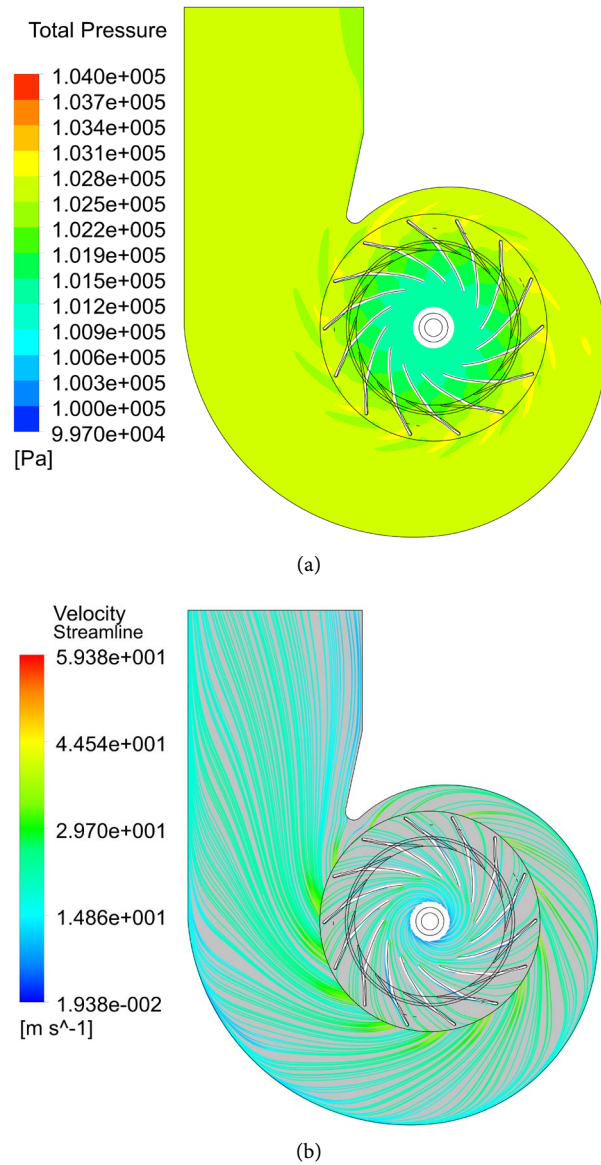 Total Pressure
1.040e+005
1.037e+005
1.034e+005
1.031e+005
1.028e+005
1.025e+005
1.022e+005
1.019e+005
1.015e+005
1.012e+005
1.009e+005
1.006e+005
1.003e+005
1.000e+005
9.970e+004
[Pa]
(a)
Velocity
Streamline
5.938e+001
4.454e+001
2.970e+001
1.486e+001
1.938e-002
[m s^-1]
(b)